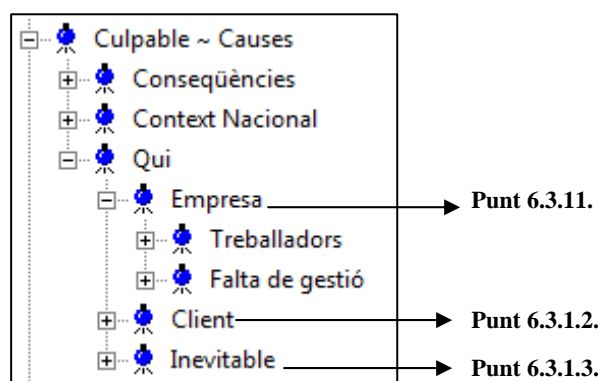 Culpable ~ Causes
Conseqüències
Context Nacional
Qui
Empresa Punt 6.3.11.
Treballadors
Falta de gestió
Client Punt 6.3.1.2.
Inevitable Punt 6.3.1.3.